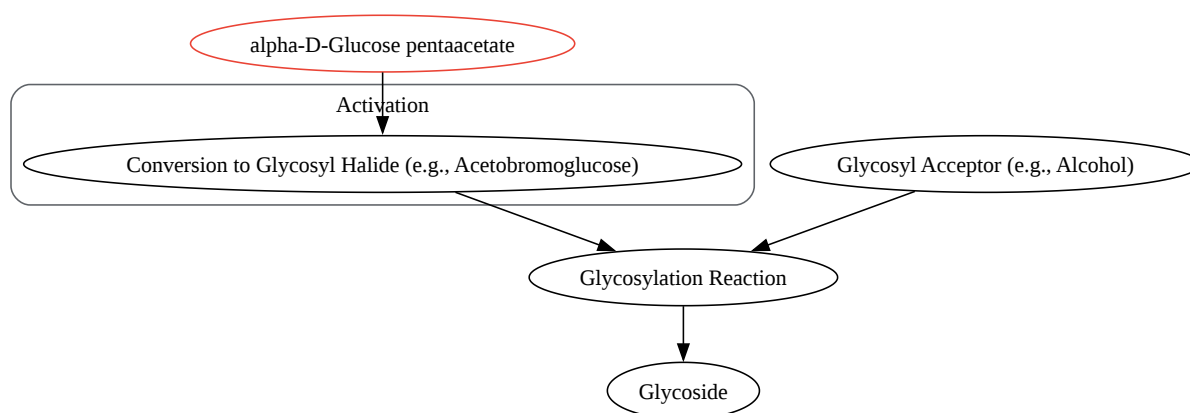 alpha-D-Glucose pentaacetate
Activation
Conversion to Glycosyl Halide (e.g., Acetobromoglucose)
Glycosyl Acceptor (e.g., Alcohol)
Glycosylation Reaction
Glycoside